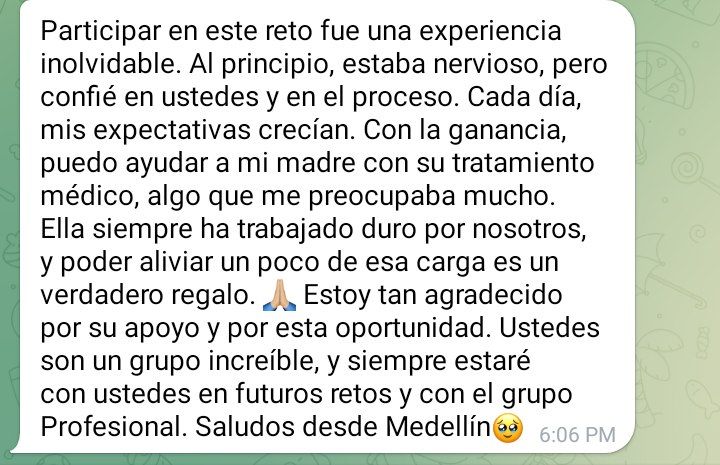 Participar en este reto fue una experiencia
inolvidable. Al principio, estaba nervioso, pero
confié en ustedes y en el proceso. Cada día,
mis expectativas crecían. Con la ganancia,
puedo ayudar a mi madre con su tratamiento
médico, algo que me preocupaba mucho.
Ella siempre ha trabajado duro por nosotros,
y poder aliviar un poco de esa carga es un
verdadero regalo. 🙏🏼 Estoy tan agradecido
por su apoyo y por esta oportunidad. Ustedes
son un grupo increíble, y siempre estaré
con ustedes en futuros retos y con el grupo
Profesional. Saludos desde Medellín🥹 6:06 PM